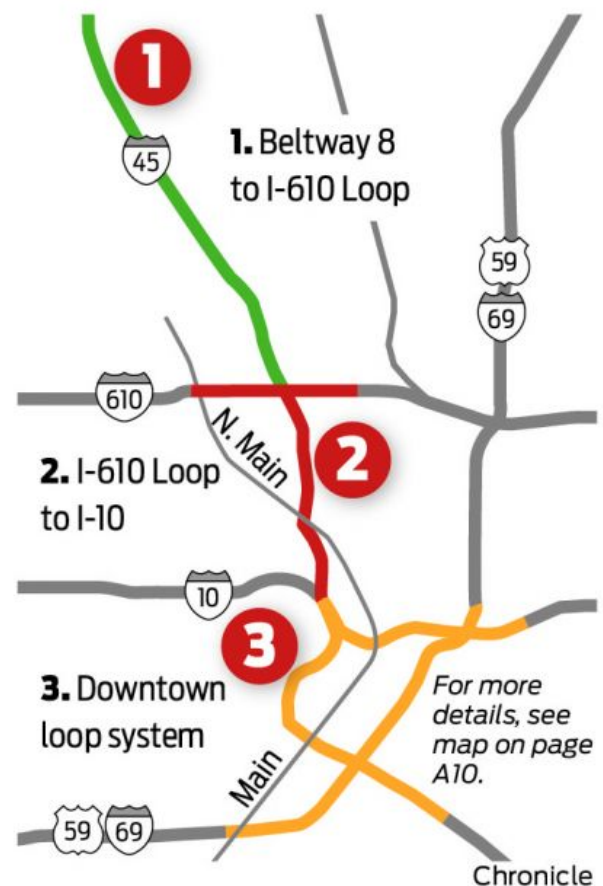 1
45
1. Beltway 8
to I-610 Loop
59
69
610
N. Main
2
2. I-610 Loop
to I-10
10
3
3. Downtown
loop system
For more
details, see
map on page
A10.
Main
59
69
Chronicle